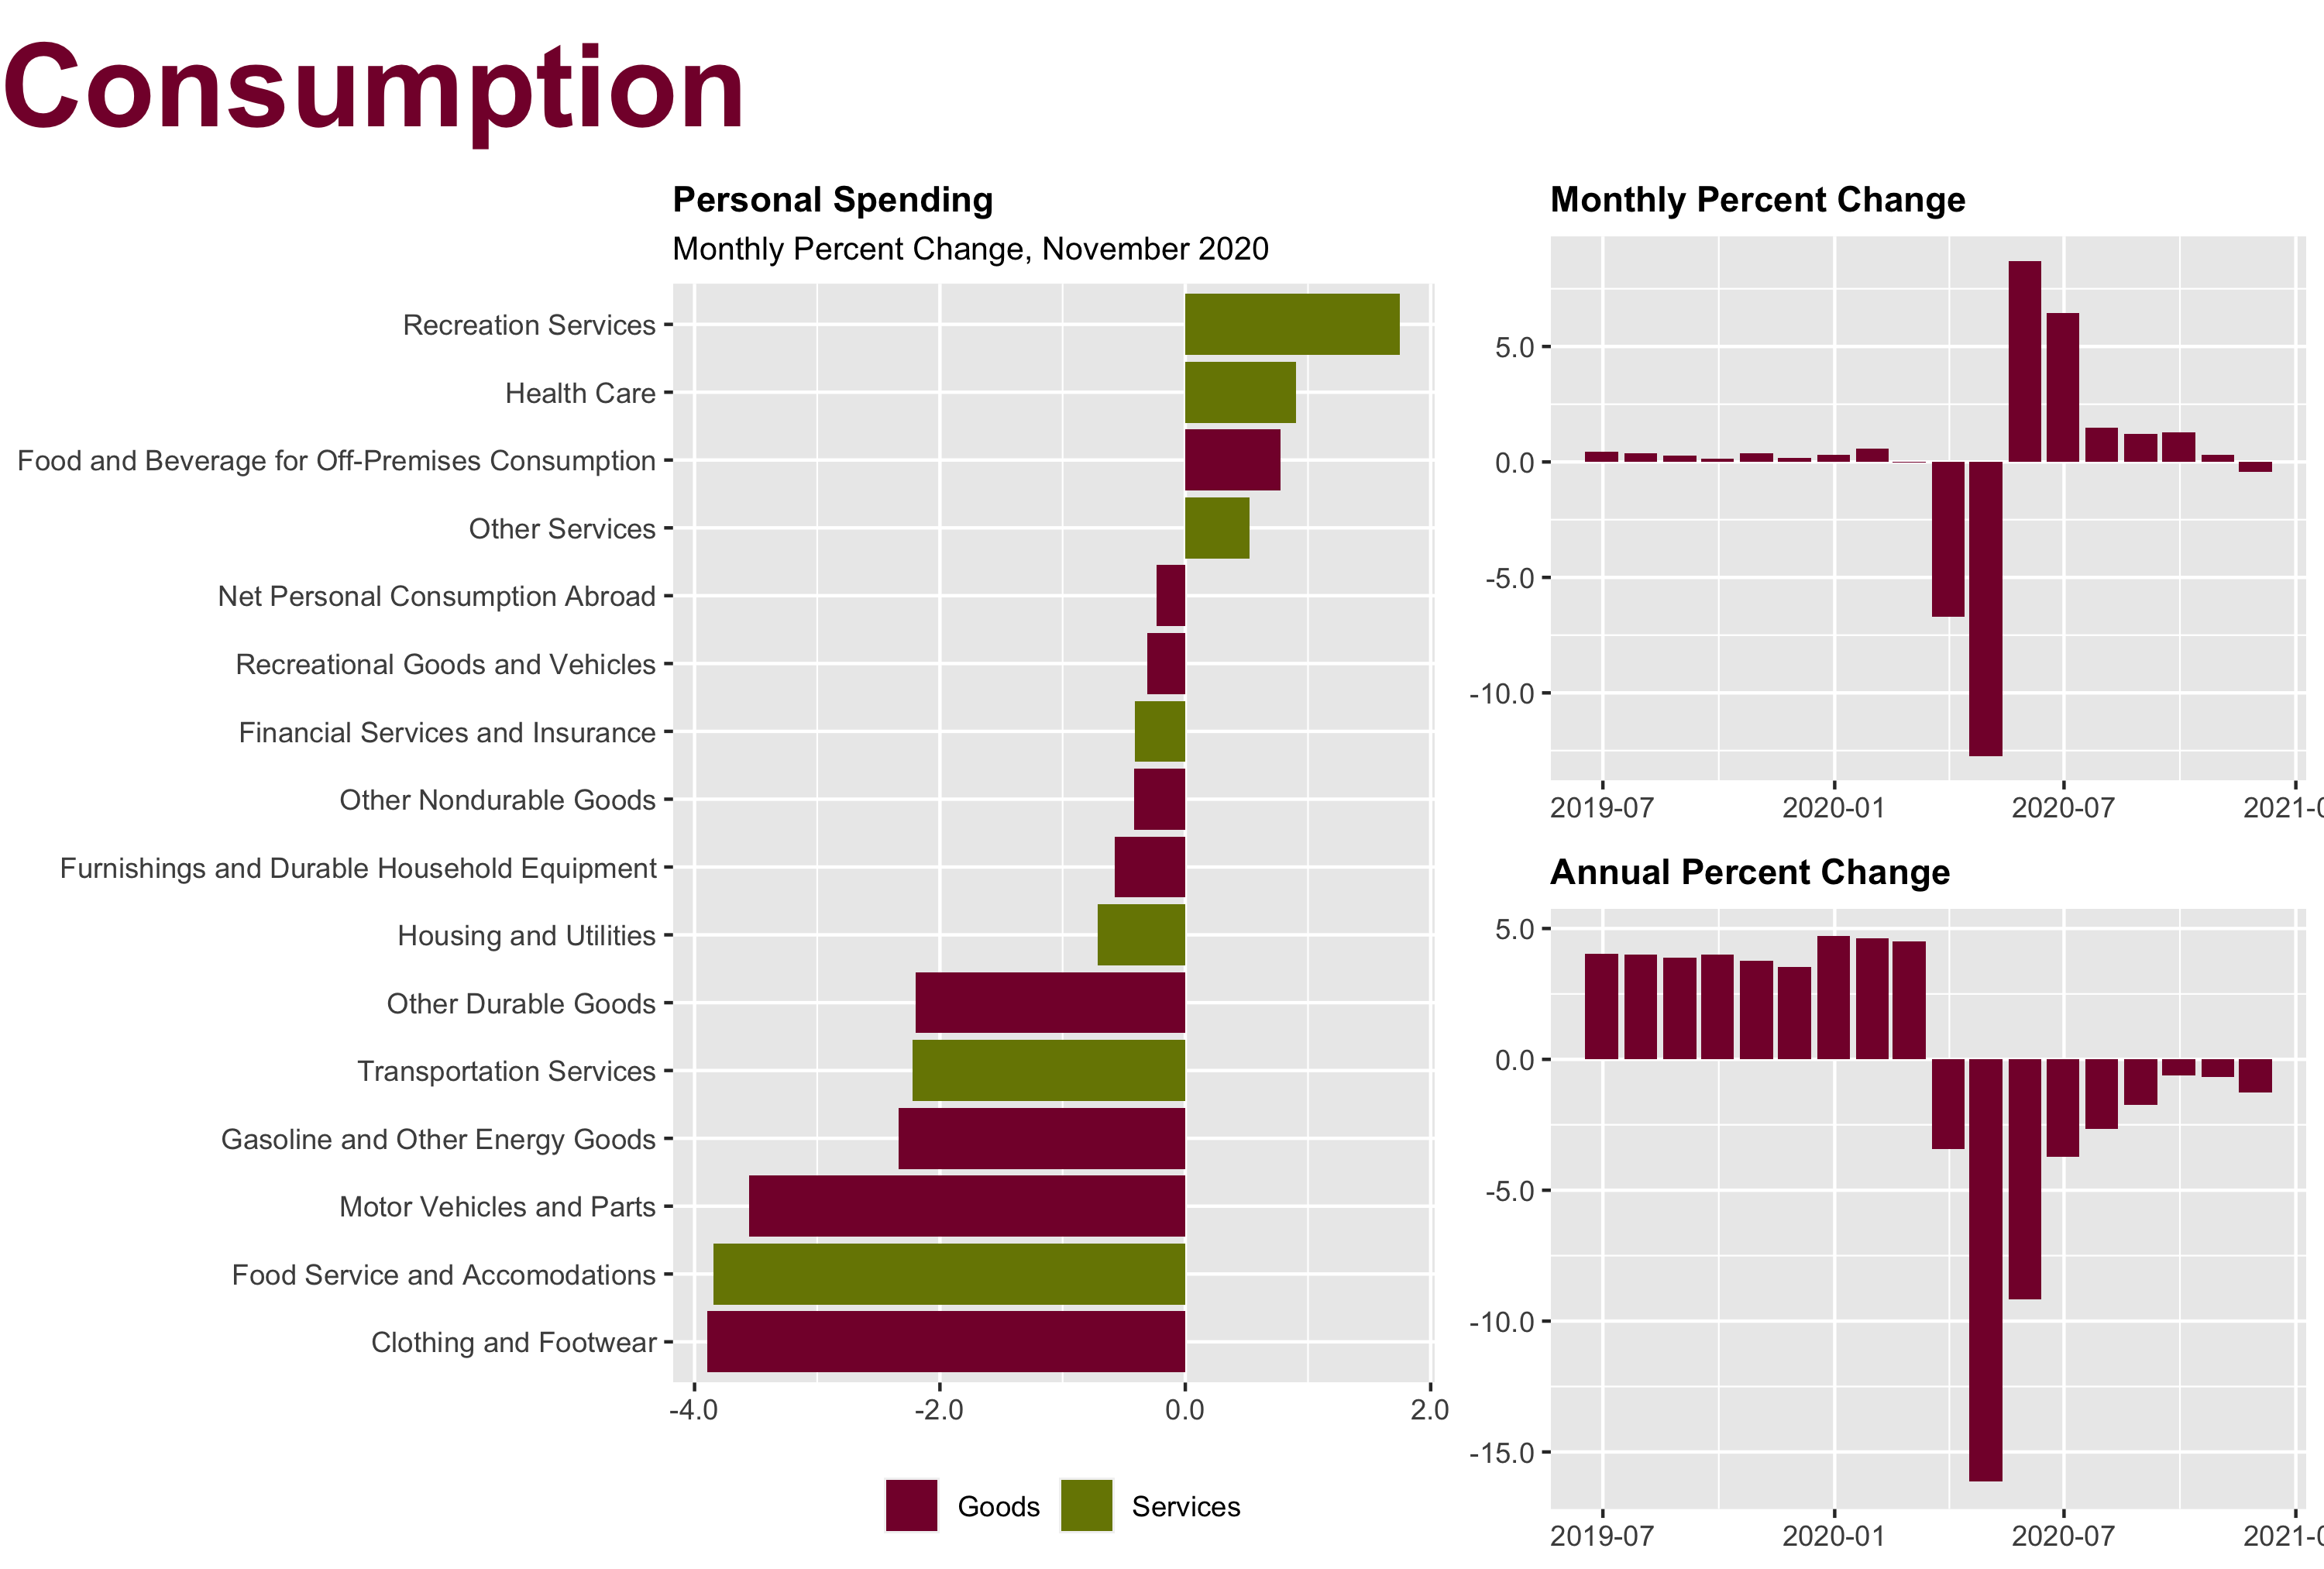 Consumption
Personal Spending
Monthly Percent Change, November 2020
Recreation Services
Health Care
Food and Beverage for Off-Premises Consumption
Other Services
Net Personal Consumption Abroad
Recreational Goods and Vehicles
Financial Services and Insurance
Other Nondurable Goods
Furnishings and Durable Household Equipment
Housing and Utilities
Other Durable Goods
Transportation Services
Gasoline and Other Energy Goods
Motor Vehicles and Parts
Food Service and Accomodations
Clothing and Footwear
-4.0 -2.0 0.0 2.0
Goods Services
Monthly Percent Change
5.0
0.0
-5.0
-10.0
2019-07 2020-01 2020-07 2021-0
Annual Percent Change
5.0
0.0
-5.0
-10.0
-15.0
2019-07 2020-01 2020-07 2021-0